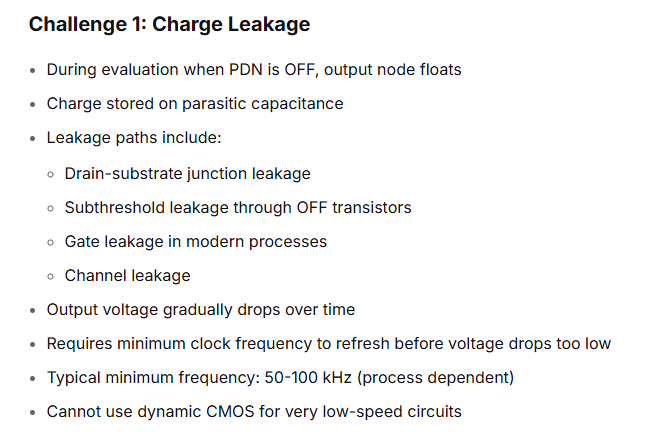 Challenge 1: Charge Leakage
During evaluation when PDN is OFF, output node floats
Charge stored on parasitic capacitance
Leakage paths include:
Drain-substrate junction leakage
Subthreshold leakage through OFF transistors
Gate leakage in modern processes
Channel leakage
Output voltage gradually drops over time
Requires minimum clock frequency to refresh before voltage drops too low
Typical minimum frequency: 50-100 kHz (process dependent)
Cannot use dynamic CMOS for very low-speed circuits